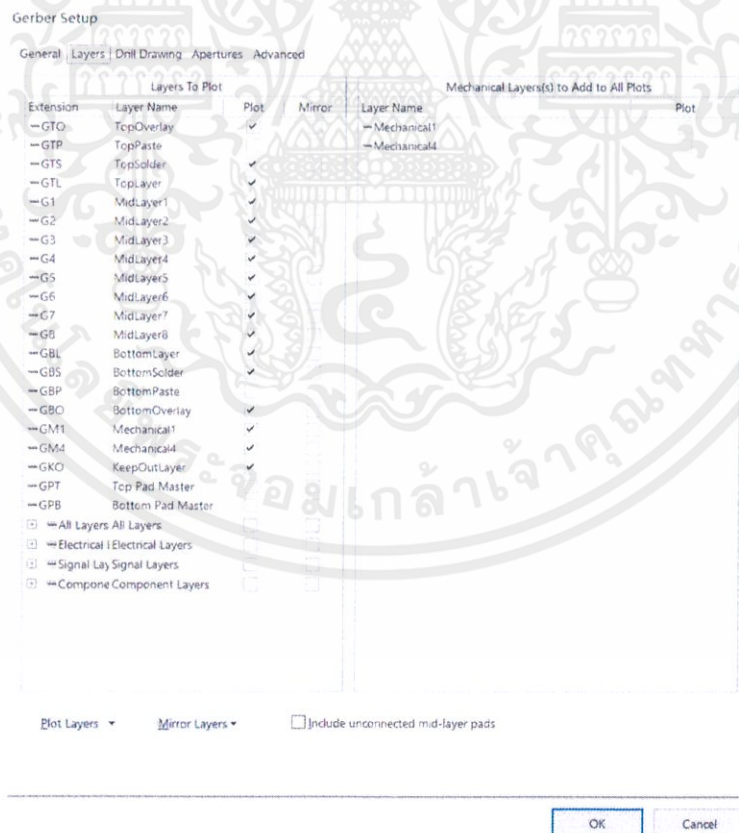 Gerber Setup
General Layers Drill Drawing Apertures Advanced
Layers To Plot Mechanical Layers(s) to Add to All Plots
Extension Layer Name Plot Mirror Layer Name Plot
GTO TopOverlay Mechanical1
GTP TopPaste Mechanical4
GTS TopSolder
GTL TopLayer
G1 MidLayer1
G2 MidLayer2
G3 MidLayer3
G4 MidLayer4
G5 MidLayer5
G6 MidLayer6
G7 MidLayer7
G8 MidLayer8
GBL BottomLayer
GBS BottomSolder
GBP BottomPaste
GBO BottomOverlay
GM1 Mechanical1
GM4 Mechanical4
GKO KeepOutLayer
GPT Top Pad Master
GPB Bottom Pad Master
All Layers All Layers
Electrical l Electrical Layers
Signal Lay Signal Layers
Compone Component Layers
Plot Layers Mirror Layers Include unconnected mid-layer pads
OK Cancel